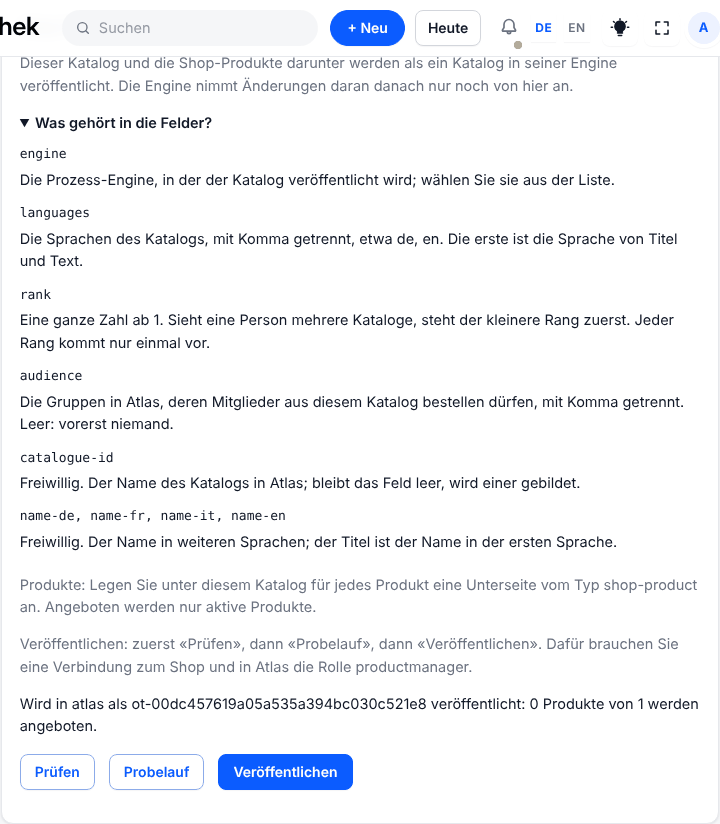 hek
Suchen
+ Neu
Heute
DE
EN
A
Dieser Katalog und die Shop-Produkte darunter werden als ein Katalog in seiner Engine
veröffentlicht. Die Engine nimmt Änderungen daran danach nur noch von hier an.
▼ Was gehört in die Felder?
engine
Die Prozess-Engine, in der der Katalog veröffentlicht wird; wählen Sie sie aus der Liste.
languages
Die Sprachen des Katalogs, mit Komma getrennt, etwa de, en. Die erste ist die Sprache von Titel
und Text.
rank
Eine ganze Zahl ab 1. Sieht eine Person mehrere Kataloge, steht der kleinere Rang zuerst. Jeder
Rang kommt nur einmal vor.
audience
Die Gruppen in Atlas, deren Mitglieder aus diesem Katalog bestellen dürfen, mit Komma getrennt.
Leer: vorerst niemand.
catalogue-id
Freiwillig. Der Name des Katalogs in Atlas; bleibt das Feld leer, wird einer gebildet.
name-de, name-fr, name-it, name-en
Freiwillig. Der Name in weiteren Sprachen; der Titel ist der Name in der ersten Sprache.
Produkte: Legen Sie unter diesem Katalog für jedes Produkt eine Unterseite vom Typ shop-product
an. Angeboten werden nur aktive Produkte.
Veröffentlichen: zuerst «Prüfen», dann «Probelauf», dann «Veröffentlichen». Dafür brauchen Sie
eine Verbindung zum Shop und in Atlas die Rolle productmanager.
Wird in atlas als ot-00dc457619a05a535a394bc030c521e8 veröffentlicht: 0 Produkte von 1 werden
angeboten.
Prüfen
Probelauf
Veröffentlichen